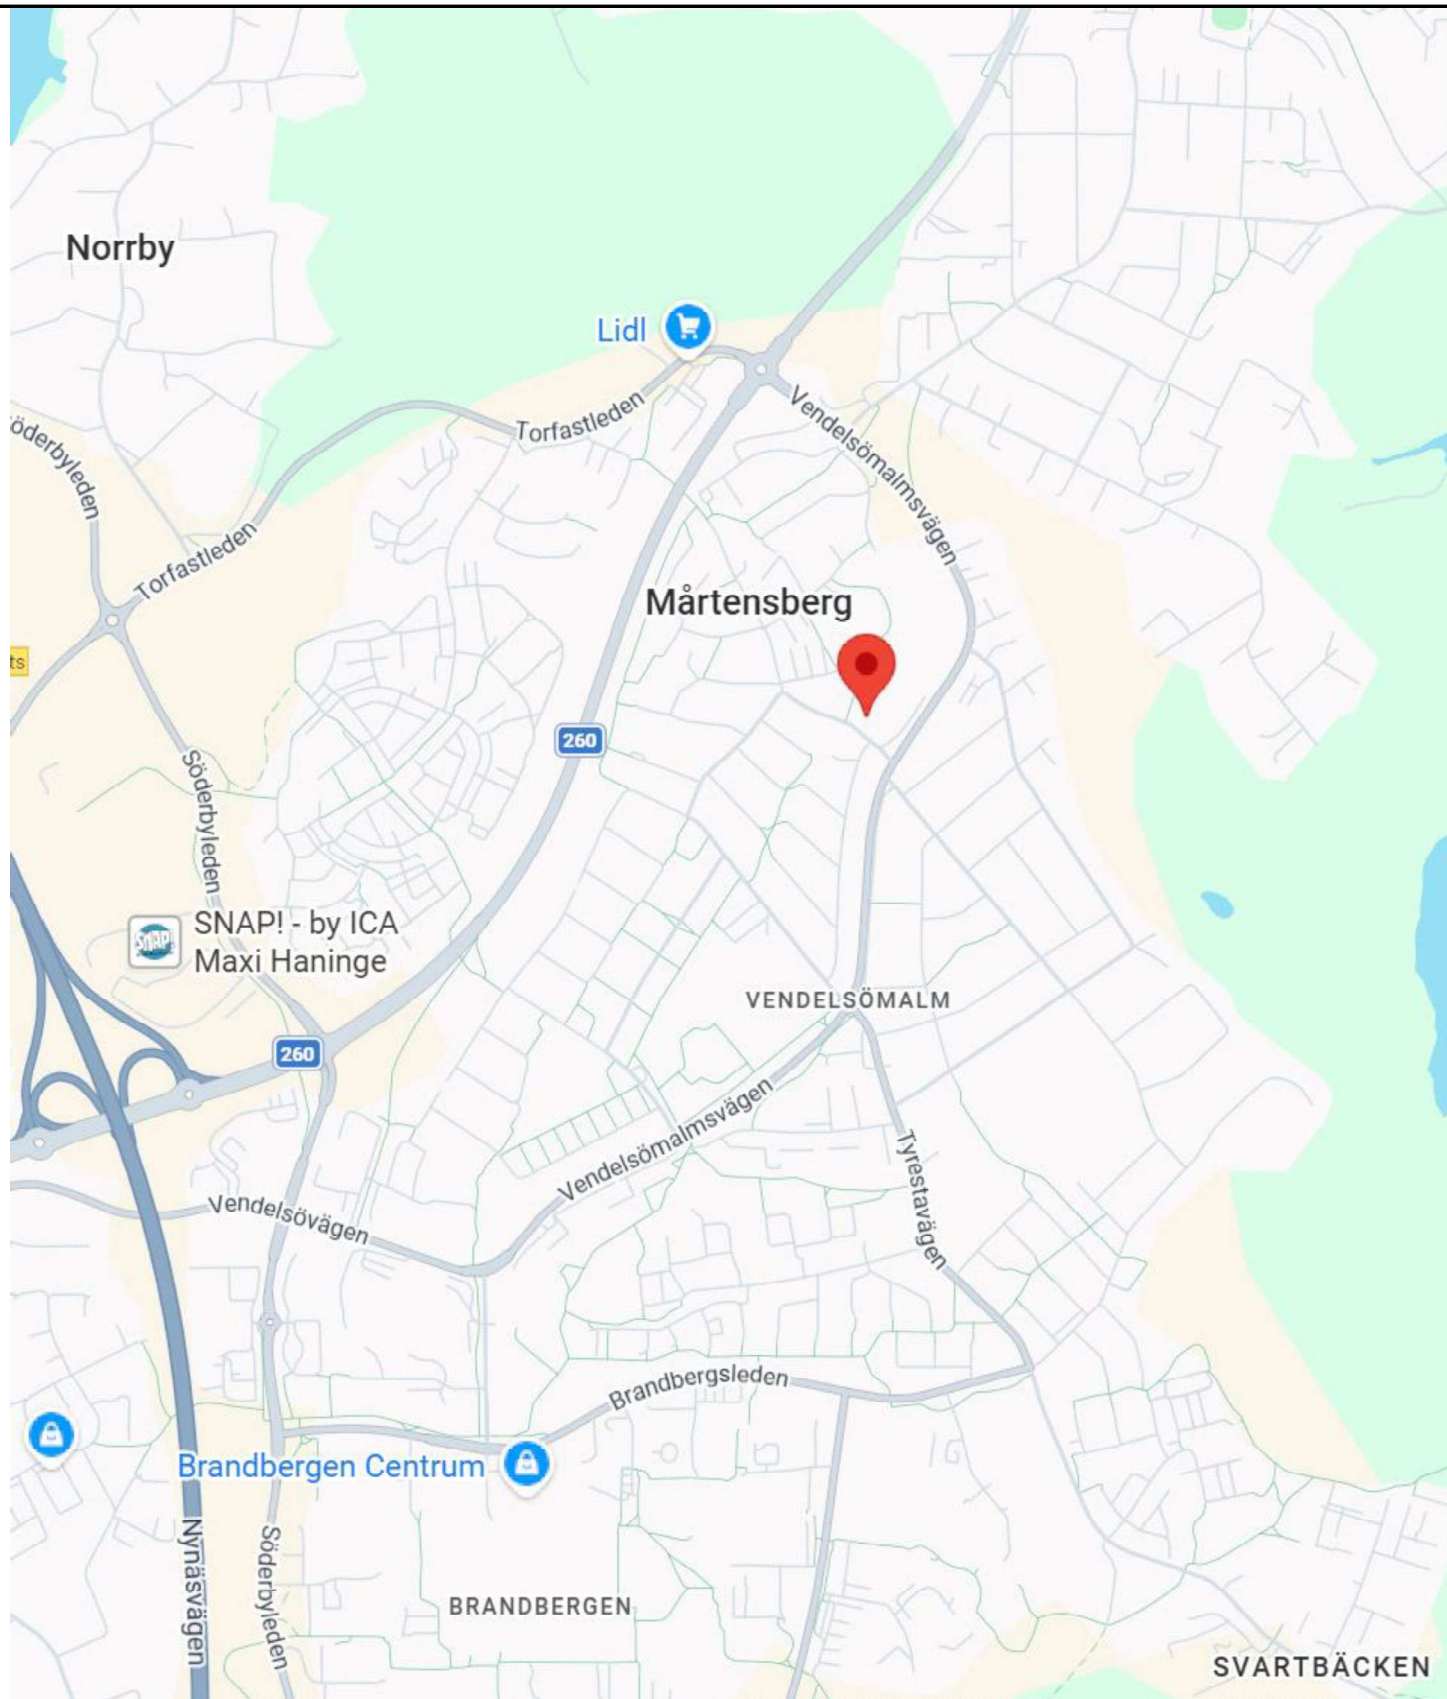 Norrby
Lidl
Torfastleden
Vendelsömalmsvägen
öderbyleden
Torfastleden
Mårtensberg
ts
260
Söderbyleden
SNAP! - by ICA
Maxi Haninge
SNAP!
VENDELSÖMALM
260
Vendelsömalmsvägen
Tyrestavägen
Vendelsövägen
Brandbergsleden
Brandbergen Centrum
Nynäsvägen
Söderbyleden
BRANDBERGEN
SVARTBÄCKEN